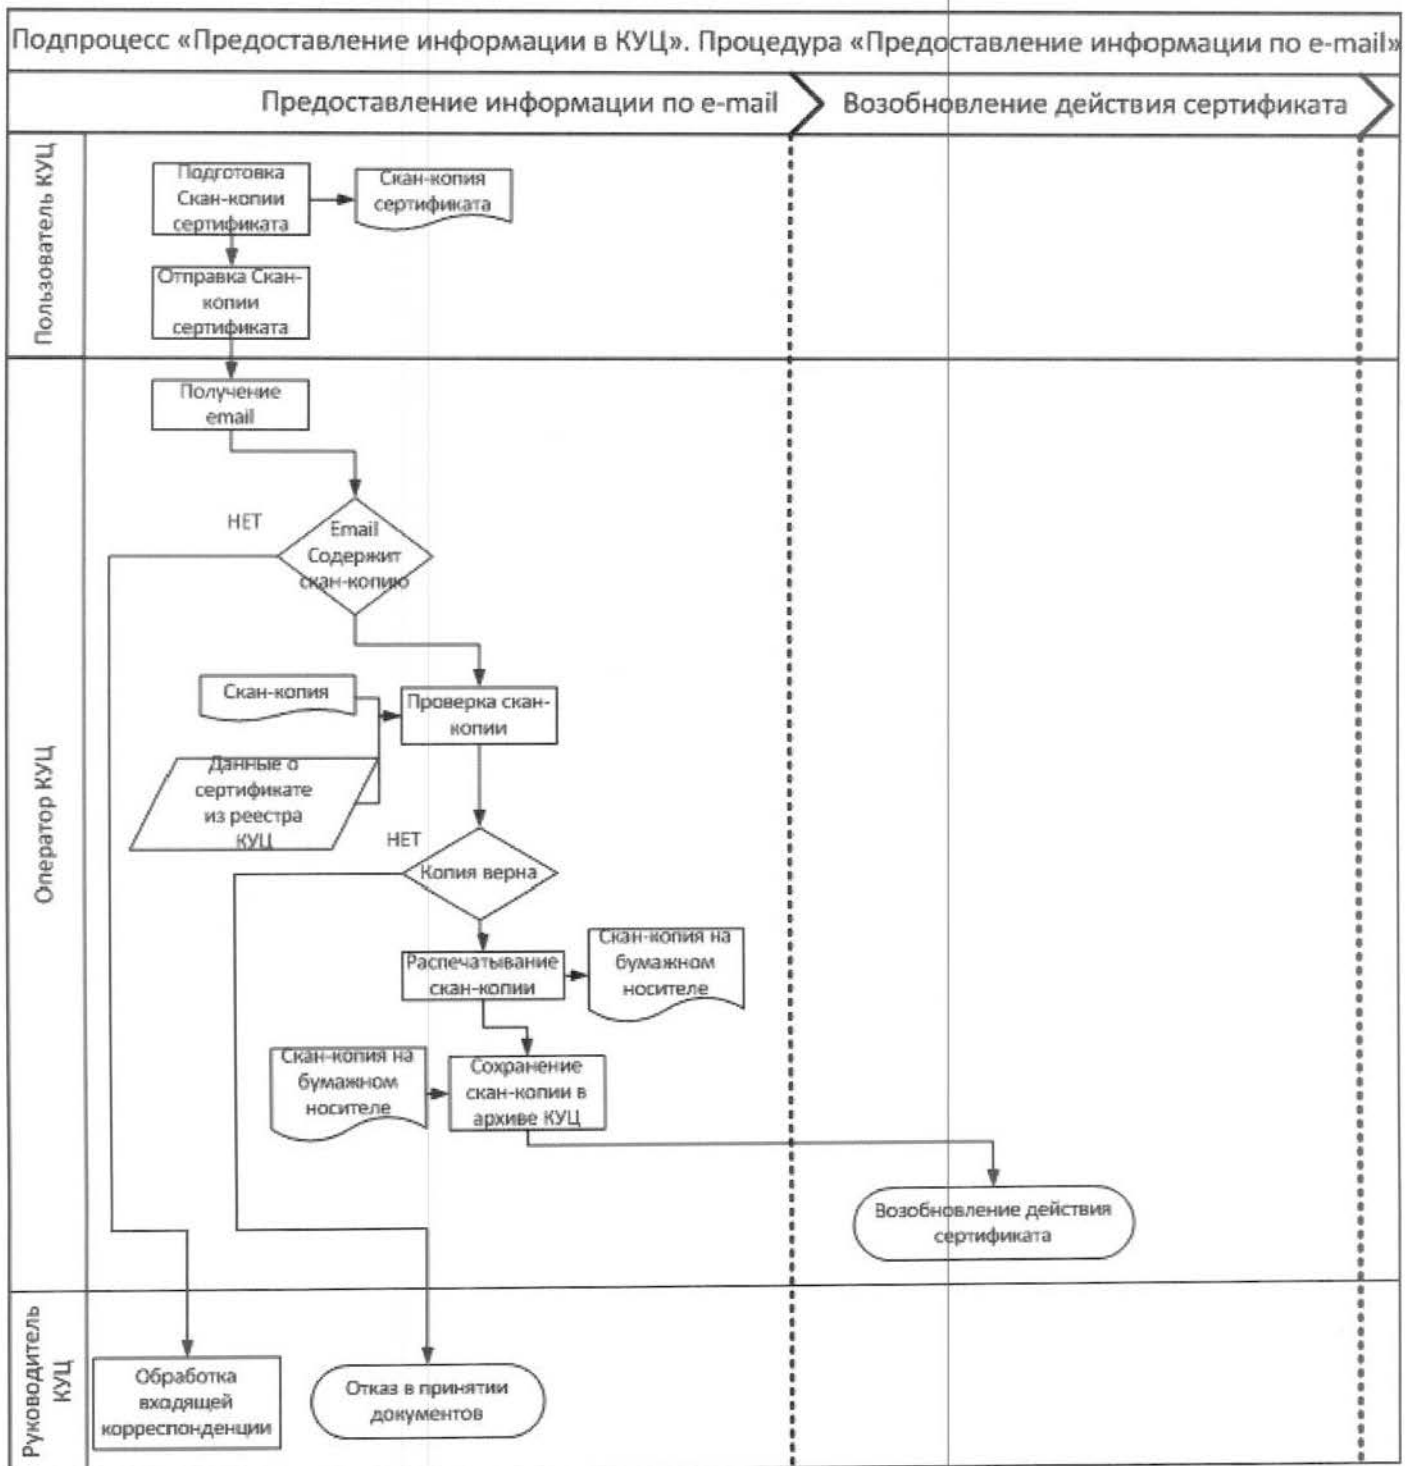 Подпроцесс «Предоставление информации в КУЦ». Процедура «Предоставление информации по e-mail»
Предоставление информации по e-mail
Возобновление действия сертификата
Пользователь КУЦ
Подготовка
Скан-копии
сертификата
Скан-копия
сертификата
Отправка Скан-
копии
сертификата
Оператор КУЦ
Получение
email
НЕТ
Email
Содержит
скан-копию
Скан-копия
Проверка скан-
копии
Данные о
сертификате
из реестра
КУЦ
НЕТ
Копия верна
Распечатывание
скан-копии
Скан-копия на
бумажном
носителе
Скан-копия на
бумажном
носителе
Сохранение
скан-копии в
архиве КУЦ
Возобновление действия
сертификата
Руководитель
КУЦ
Обработка
входящей
корреспонденции
Отказ в принятии
документов